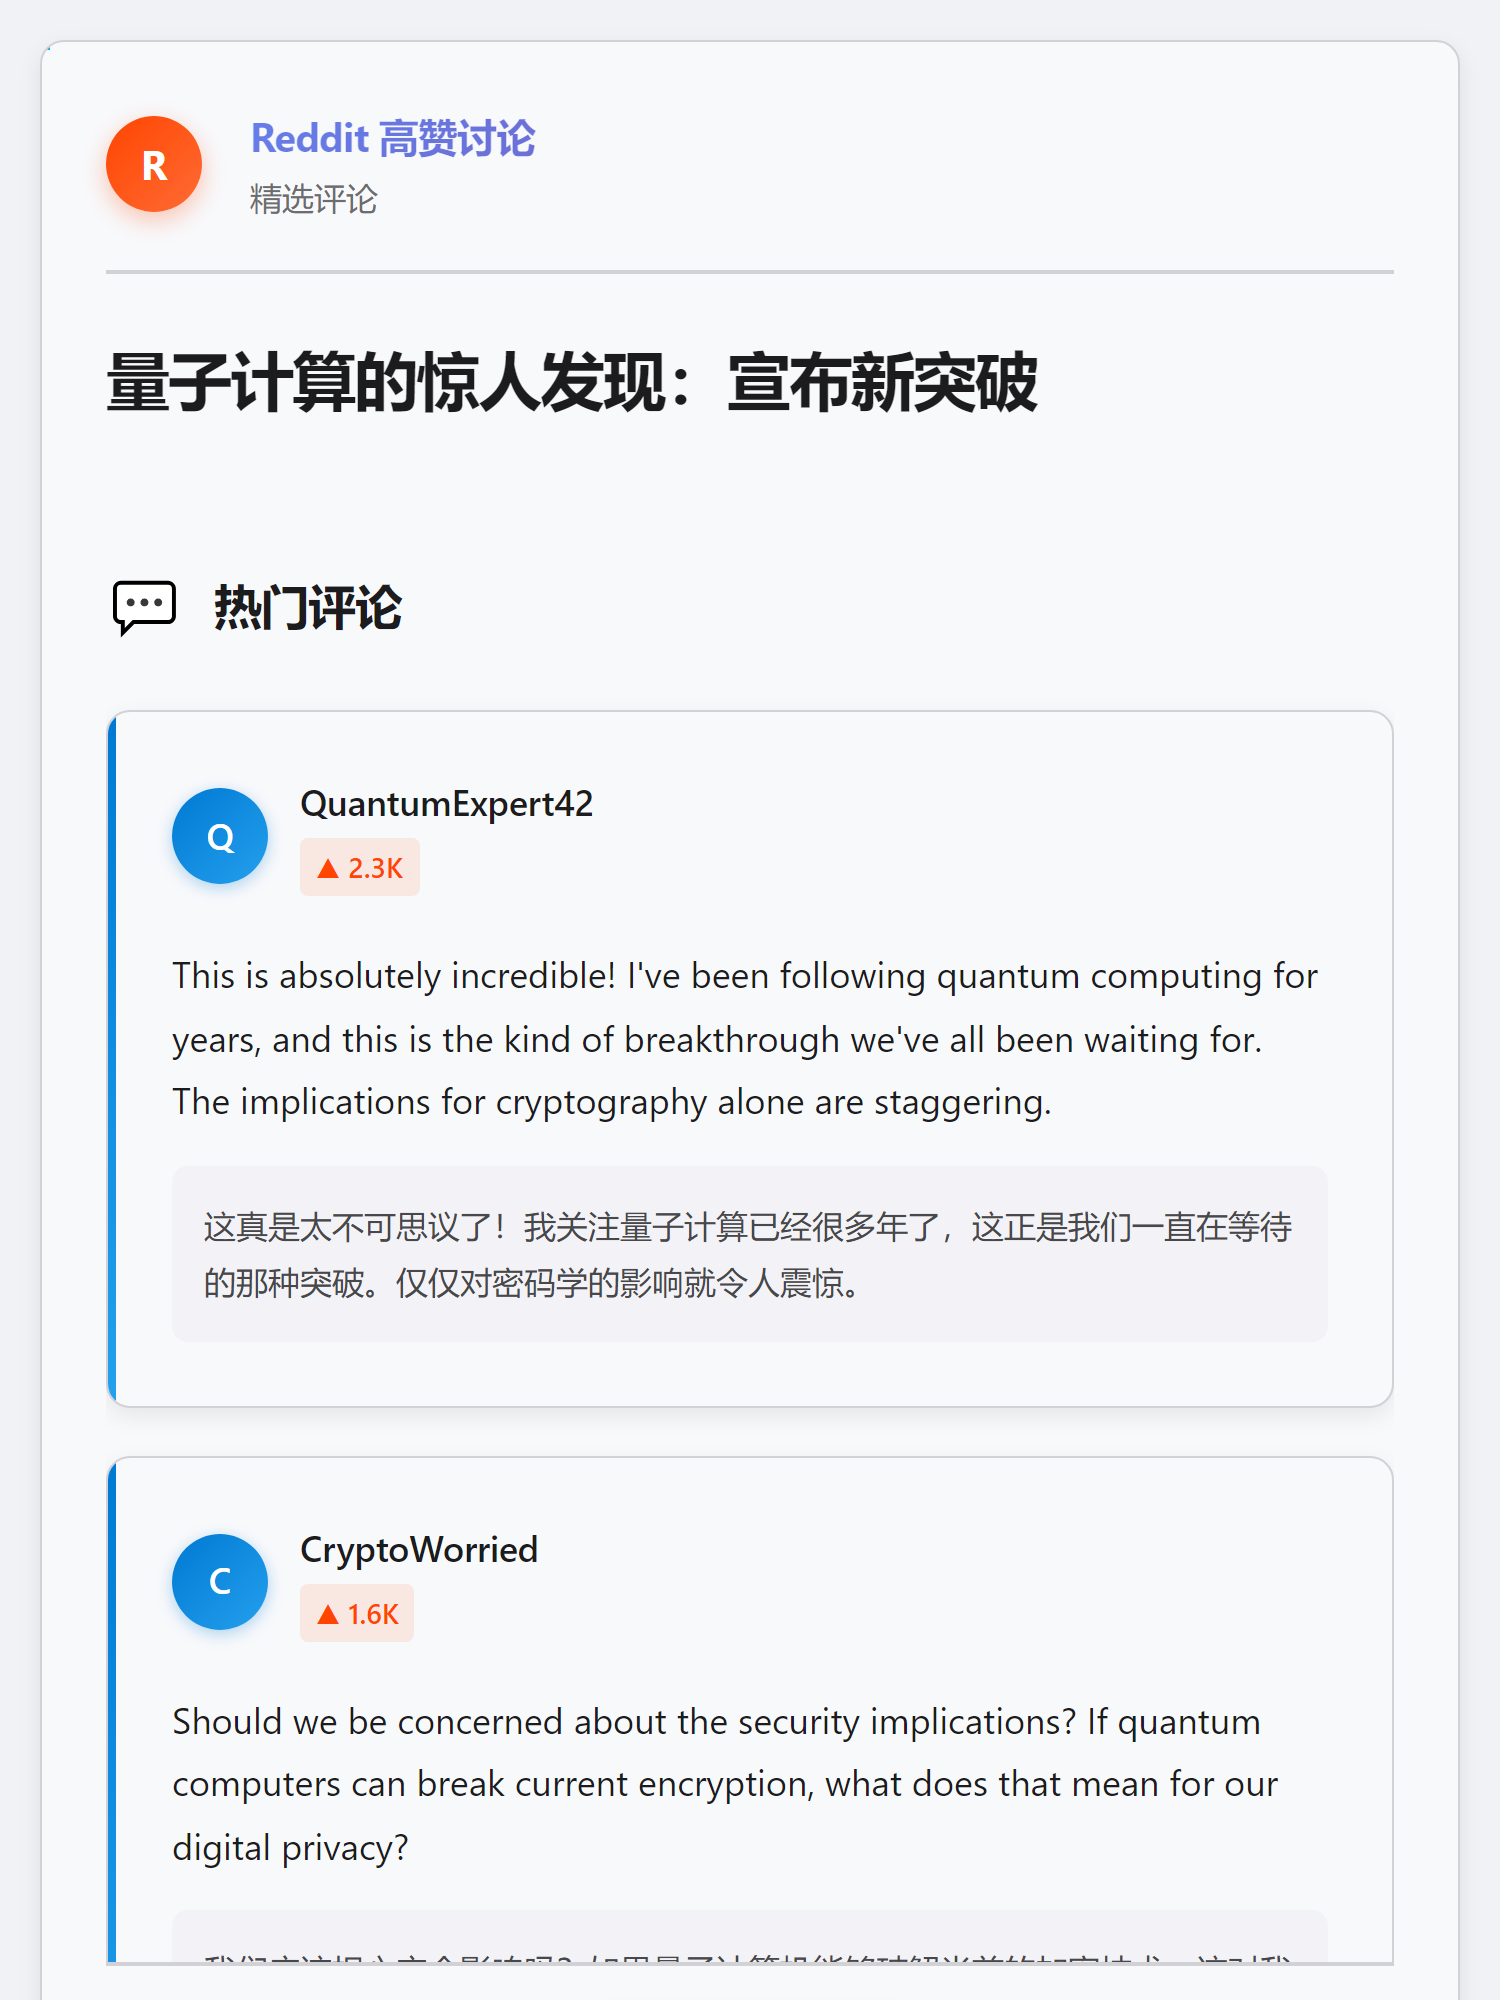 R
Reddit 高赞讨论
精选评论
量子计算的惊人发现：宣布新突破
热门评论
Q
QuantumExpert42
▲ 2.3K
This is absolutely incredible! I've been following quantum computing for
years, and this is the kind of breakthrough we've all been waiting for.
The implications for cryptography alone are staggering.
这真是太不可思议了！我关注量子计算已经很多年了，这正是我们一直在等待
的那种突破。仅仅对密码学的影响就令人震惊。
C
CryptoWorried
▲ 1.6K
Should we be concerned about the security implications? If quantum
computers can break current encryption, what does that mean for our
digital privacy?